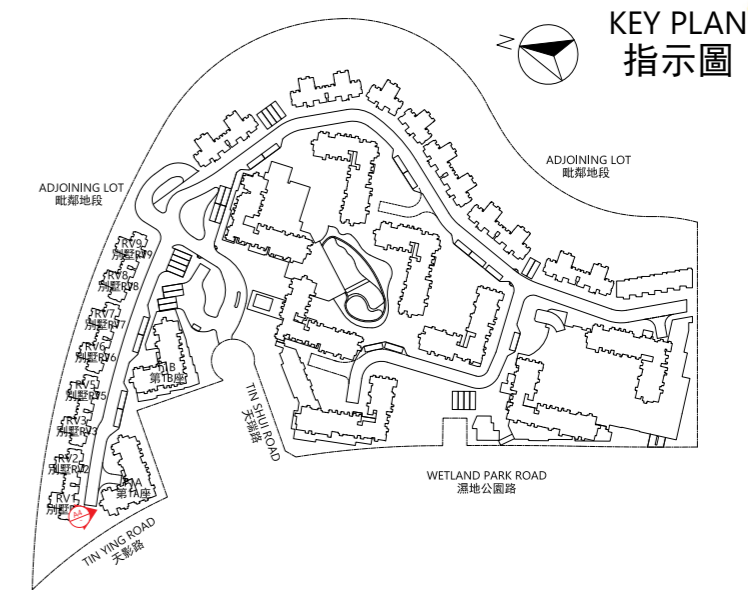 KEY PLAN
指示圖
N
ADJOINING LOT
毗鄰地段
ADJOINING LOT
毗鄰地段
RV9
別墅RV9
RV8
別墅RV8
RV7
別墅RV7
RV6
別墅RV6
RV5
別墅RV5
RV3
別墅RV3
RV2
別墅RV2
RV1
別墅
1B
第1B座
1A
第1A座
A4
TIN SHUI ROAD
天瑞路
WETLAND PARK ROAD
濕地公園路
TIN YING ROAD
天影路